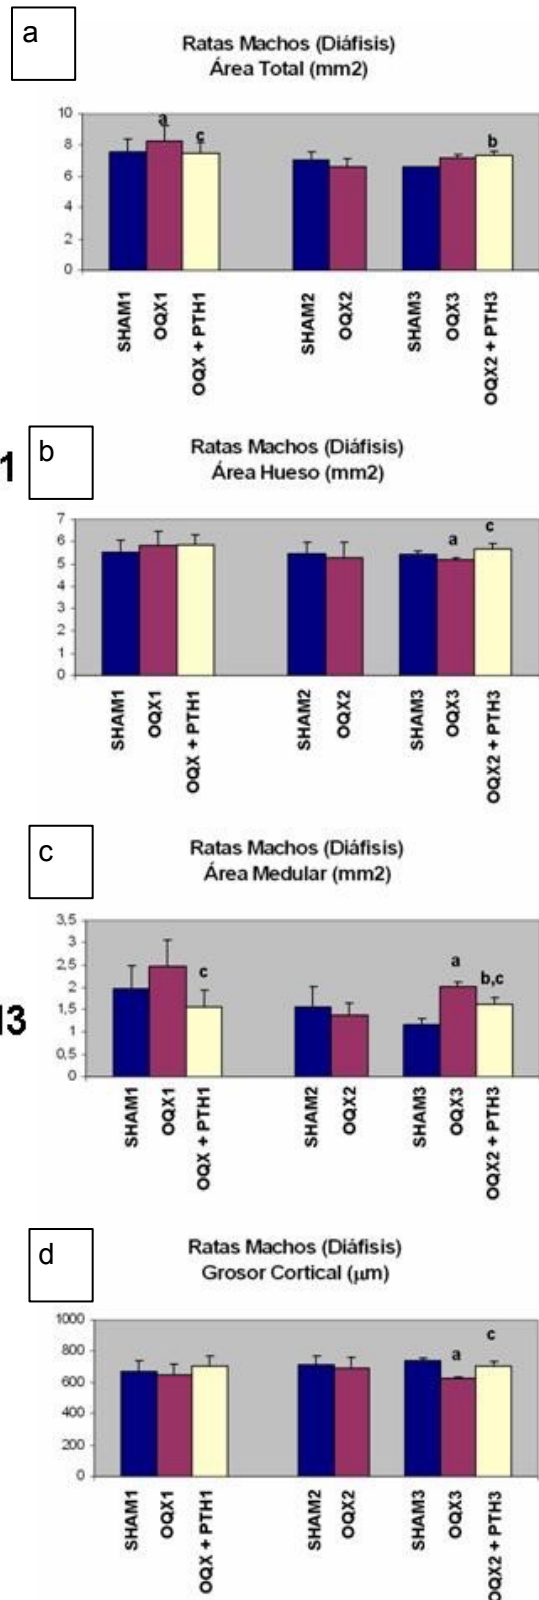 a
Ratas Machos (Diáfisis)
Área Total (mm2)
10
8
6
4
2
0
a
c
b
SHAM1
OQX1
OQX + PTH1
SHAM2
OQX2
SHAM3
OQX3
OQX2 + PTH3
1
b
Ratas Machos (Diáfisis)
Área Hueso (mm2)
7
6
5
4
3
2
1
0
a
c
SHAM1
OQX1
OQX + PTH1
SHAM2
OQX2
SHAM3
OQX3
OQX2 + PTH3
c
Ratas Machos (Diáfisis)
Área Medular (mm2)
3,5
3
2,5
2
1,5
1
0,5
0
c
a
b,c
I3
SHAM1
OQX1
OQX + PTH1
SHAM2
OQX2
SHAM3
OQX3
OQX2 + PTH3
d
Ratas Machos (Diáfisis)
Grosor Cortical (μm)
1000
800
600
400
200
0
a
c
SHAM1
OQX1
OQX + PTH1
SHAM2
OQX2
SHAM3
OQX3
OQX2 + PTH3